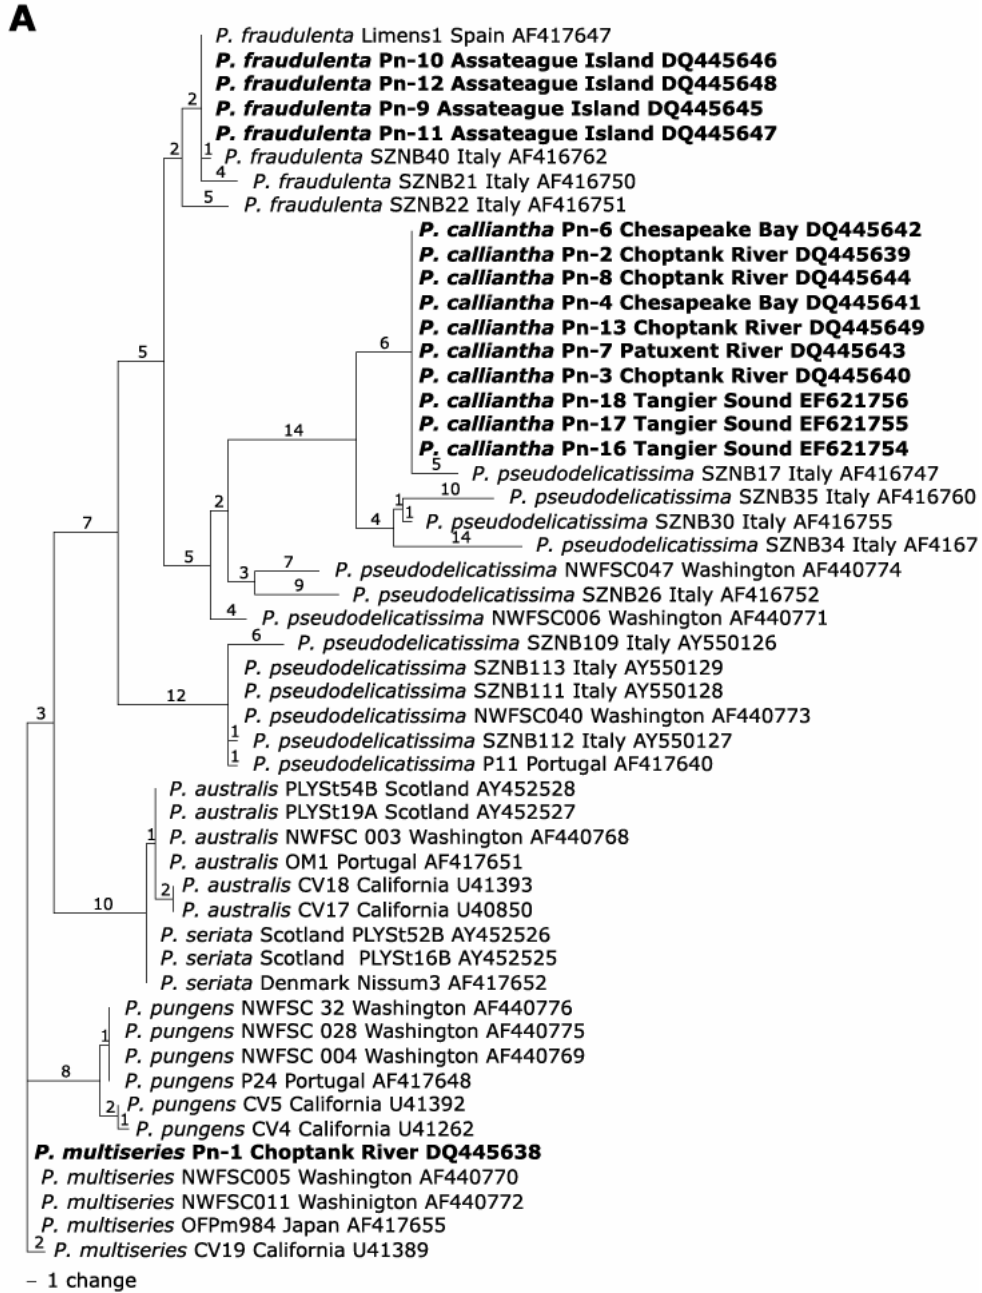 A
P. fraudulenta Limens1 Spain AF417647
P. fraudulenta Pn-10 Assateague Island DQ445646
P. fraudulenta Pn-12 Assateague Island DQ445648
2
P. fraudulenta Pn-9 Assateague Island DQ445645
P. fraudulenta Pn-11 Assateague Island DQ445647
2
1 P. fraudulenta SZNB40 Italy AF416762
4 P. fraudulenta SZNB21 Italy AF416750
5 P. fraudulenta SZNB22 Italy AF416751
P. calliantha Pn-6 Chesapeake Bay DQ445642
P. calliantha Pn-2 Choptank River DQ445639
P. calliantha Pn-8 Choptank River DQ445644
P. calliantha Pn-4 Chesapeake Bay DQ445641
P. calliantha Pn-13 Choptank River DQ445649
5
6
P. calliantha Pn-7 Patuxent River DQ445643
P. calliantha Pn-3 Choptank River DQ445640
P. calliantha Pn-18 Tangier Sound EF621756
P. calliantha Pn-17 Tangier Sound EF621755
14
P. calliantha Pn-16 Tangier Sound EF621754
5 P. pseudodelicatissima SZNB17 Italy AF416747
10 P. pseudodelicatissima SZNB35 Italy AF416760
1
2
4
1 P. pseudodelicatissima SZNB30 Italy AF416755
7
14 P. pseudodelicatissima SZNB34 Italy AF4167
5
3
7 P. pseudodelicatissima NWFSC047 Washington AF440774
9 P. pseudodelicatissima SZNB26 Italy AF416752
4 P. pseudodelicatissima NWFSC006 Washington AF440771
6 P. pseudodelicatissima SZNB109 Italy AY550126
P. pseudodelicatissima SZNB113 Italy AY550129
P. pseudodelicatissima SZNB111 Italy AY550128
12
3
P. pseudodelicatissima NWFSC040 Washington AF440773
1 P. pseudodelicatissima SZNB112 Italy AY550127
1 P. pseudodelicatissima P11 Portugal AF417640
P. australis PLYSt54B Scotland AY452528
P. australis PLYSt19A Scotland AY452527
1
P. australis NWFSC 003 Washington AF440768
P. australis OM1 Portugal AF417651
2
P. australis CV18 California U41393
10
P. australis CV17 California U40850
P. seriata Scotland PLYSt52B AY452526
P. seriata Scotland PLYSt16B AY452525
P. seriata Denmark Nissum3 AF417652
P. pungens NWFSC 32 Washington AF440776
1
P. pungens NWFSC 028 Washington AF440775
P. pungens NWFSC 004 Washington AF440769
8
P. pungens P24 Portugal AF417648
2
P. pungens CV5 California U41392
1 P. pungens CV4 California U41262
P. multiseries Pn-1 Choptank River DQ445638
P. multiseries NWFSC005 Washington AF440770
P. multiseries NWFSC011 Washinigton AF440772
P. multiseries OFPm984 Japan AF417655
2 P. multiseries CV19 California U41389
– 1 change